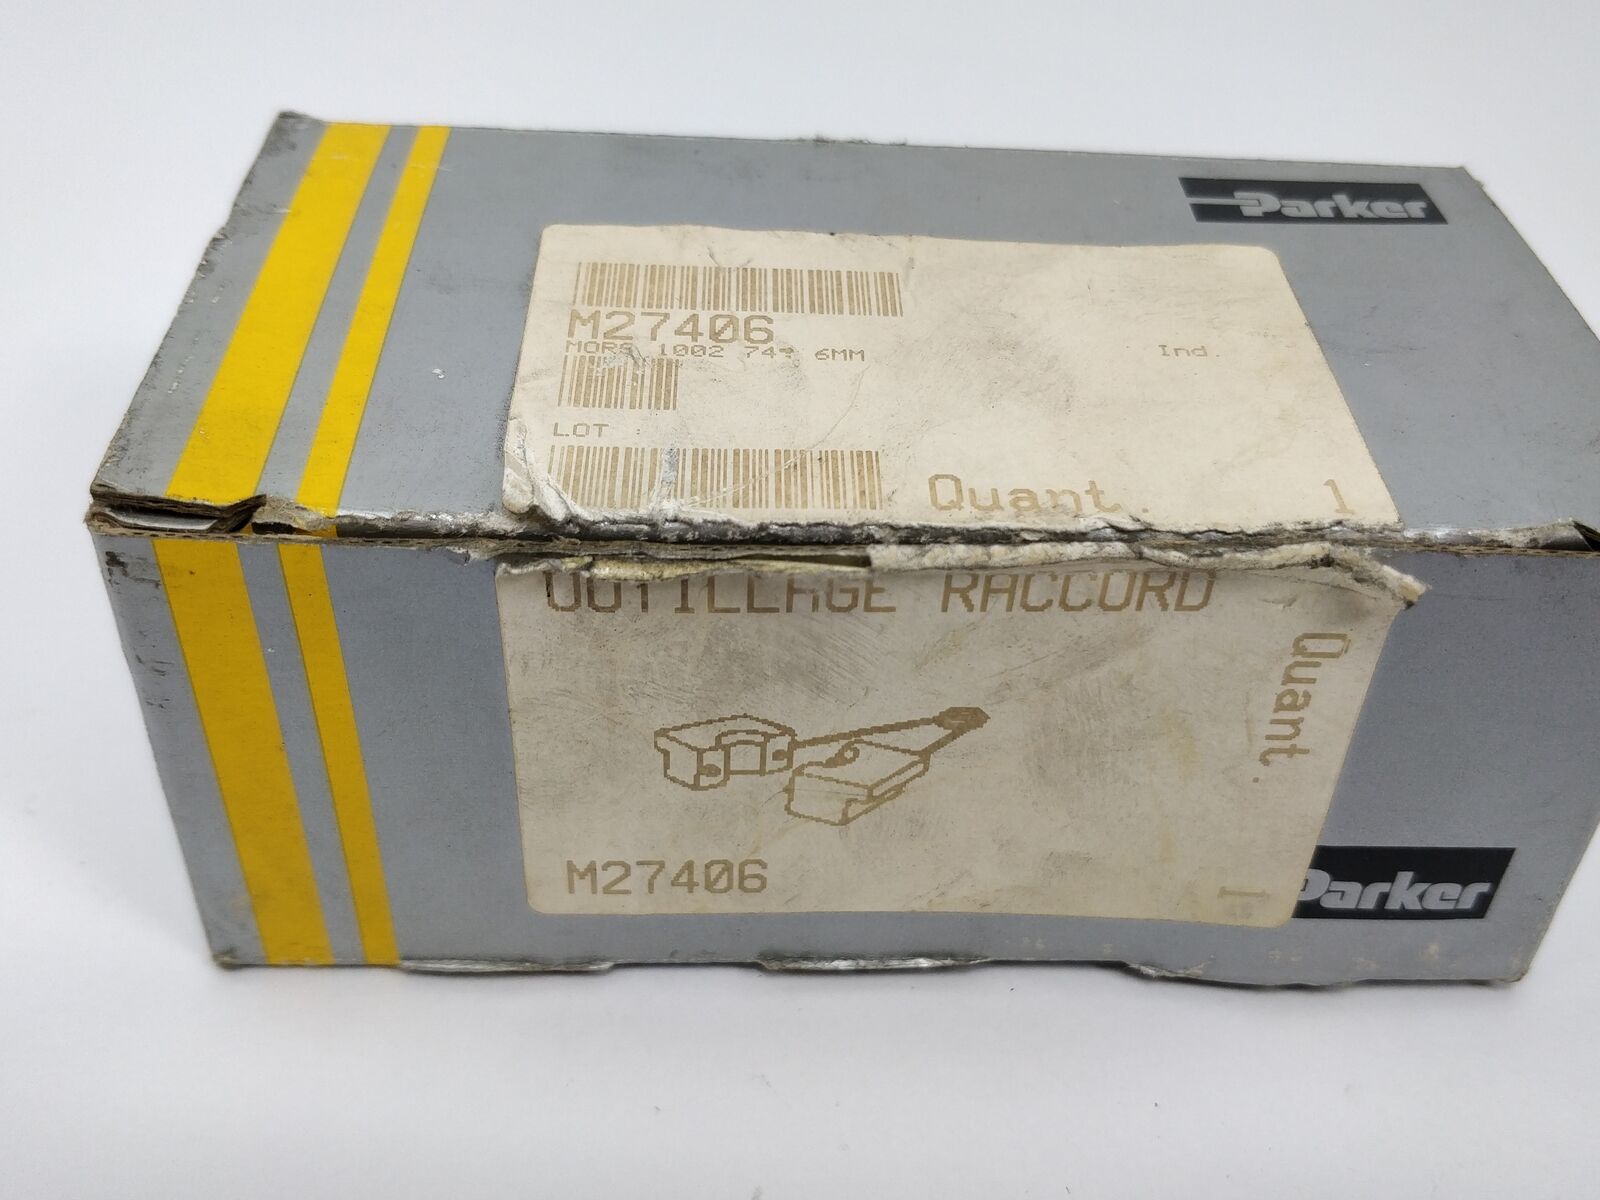 Parker
M27406
MORS 1002 74° 6MM
Ind.
LOT :
Quant. 1
OUTILLAGE RACCORD
Quant. 1
M27406
Parker